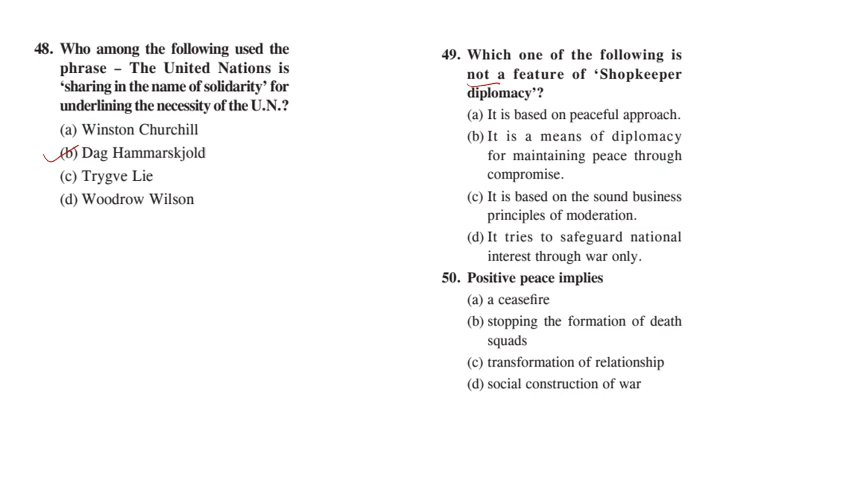 48. Who among the following used the
phrase – The United Nations is
‘sharing in the name of solidarity’ for
underlining the necessity of the U.N.?
(a) Winston Churchill
(b) Dag Hammarskjold
(c) Trygve Lie
(d) Woodrow Wilson
49. Which one of the following is
not a feature of ‘Shopkeeper
diplomacy’?
(a) It is based on peaceful approach.
(b) It is a means of diplomacy
for maintaining peace through
compromise.
(c) It is based on the sound business
principles of moderation.
(d) It tries to safeguard national
interest through war only.
50. Positive peace implies
(a) a ceasefire
(b) stopping the formation of death
squads
(c) transformation of relationship
(d) social construction of war